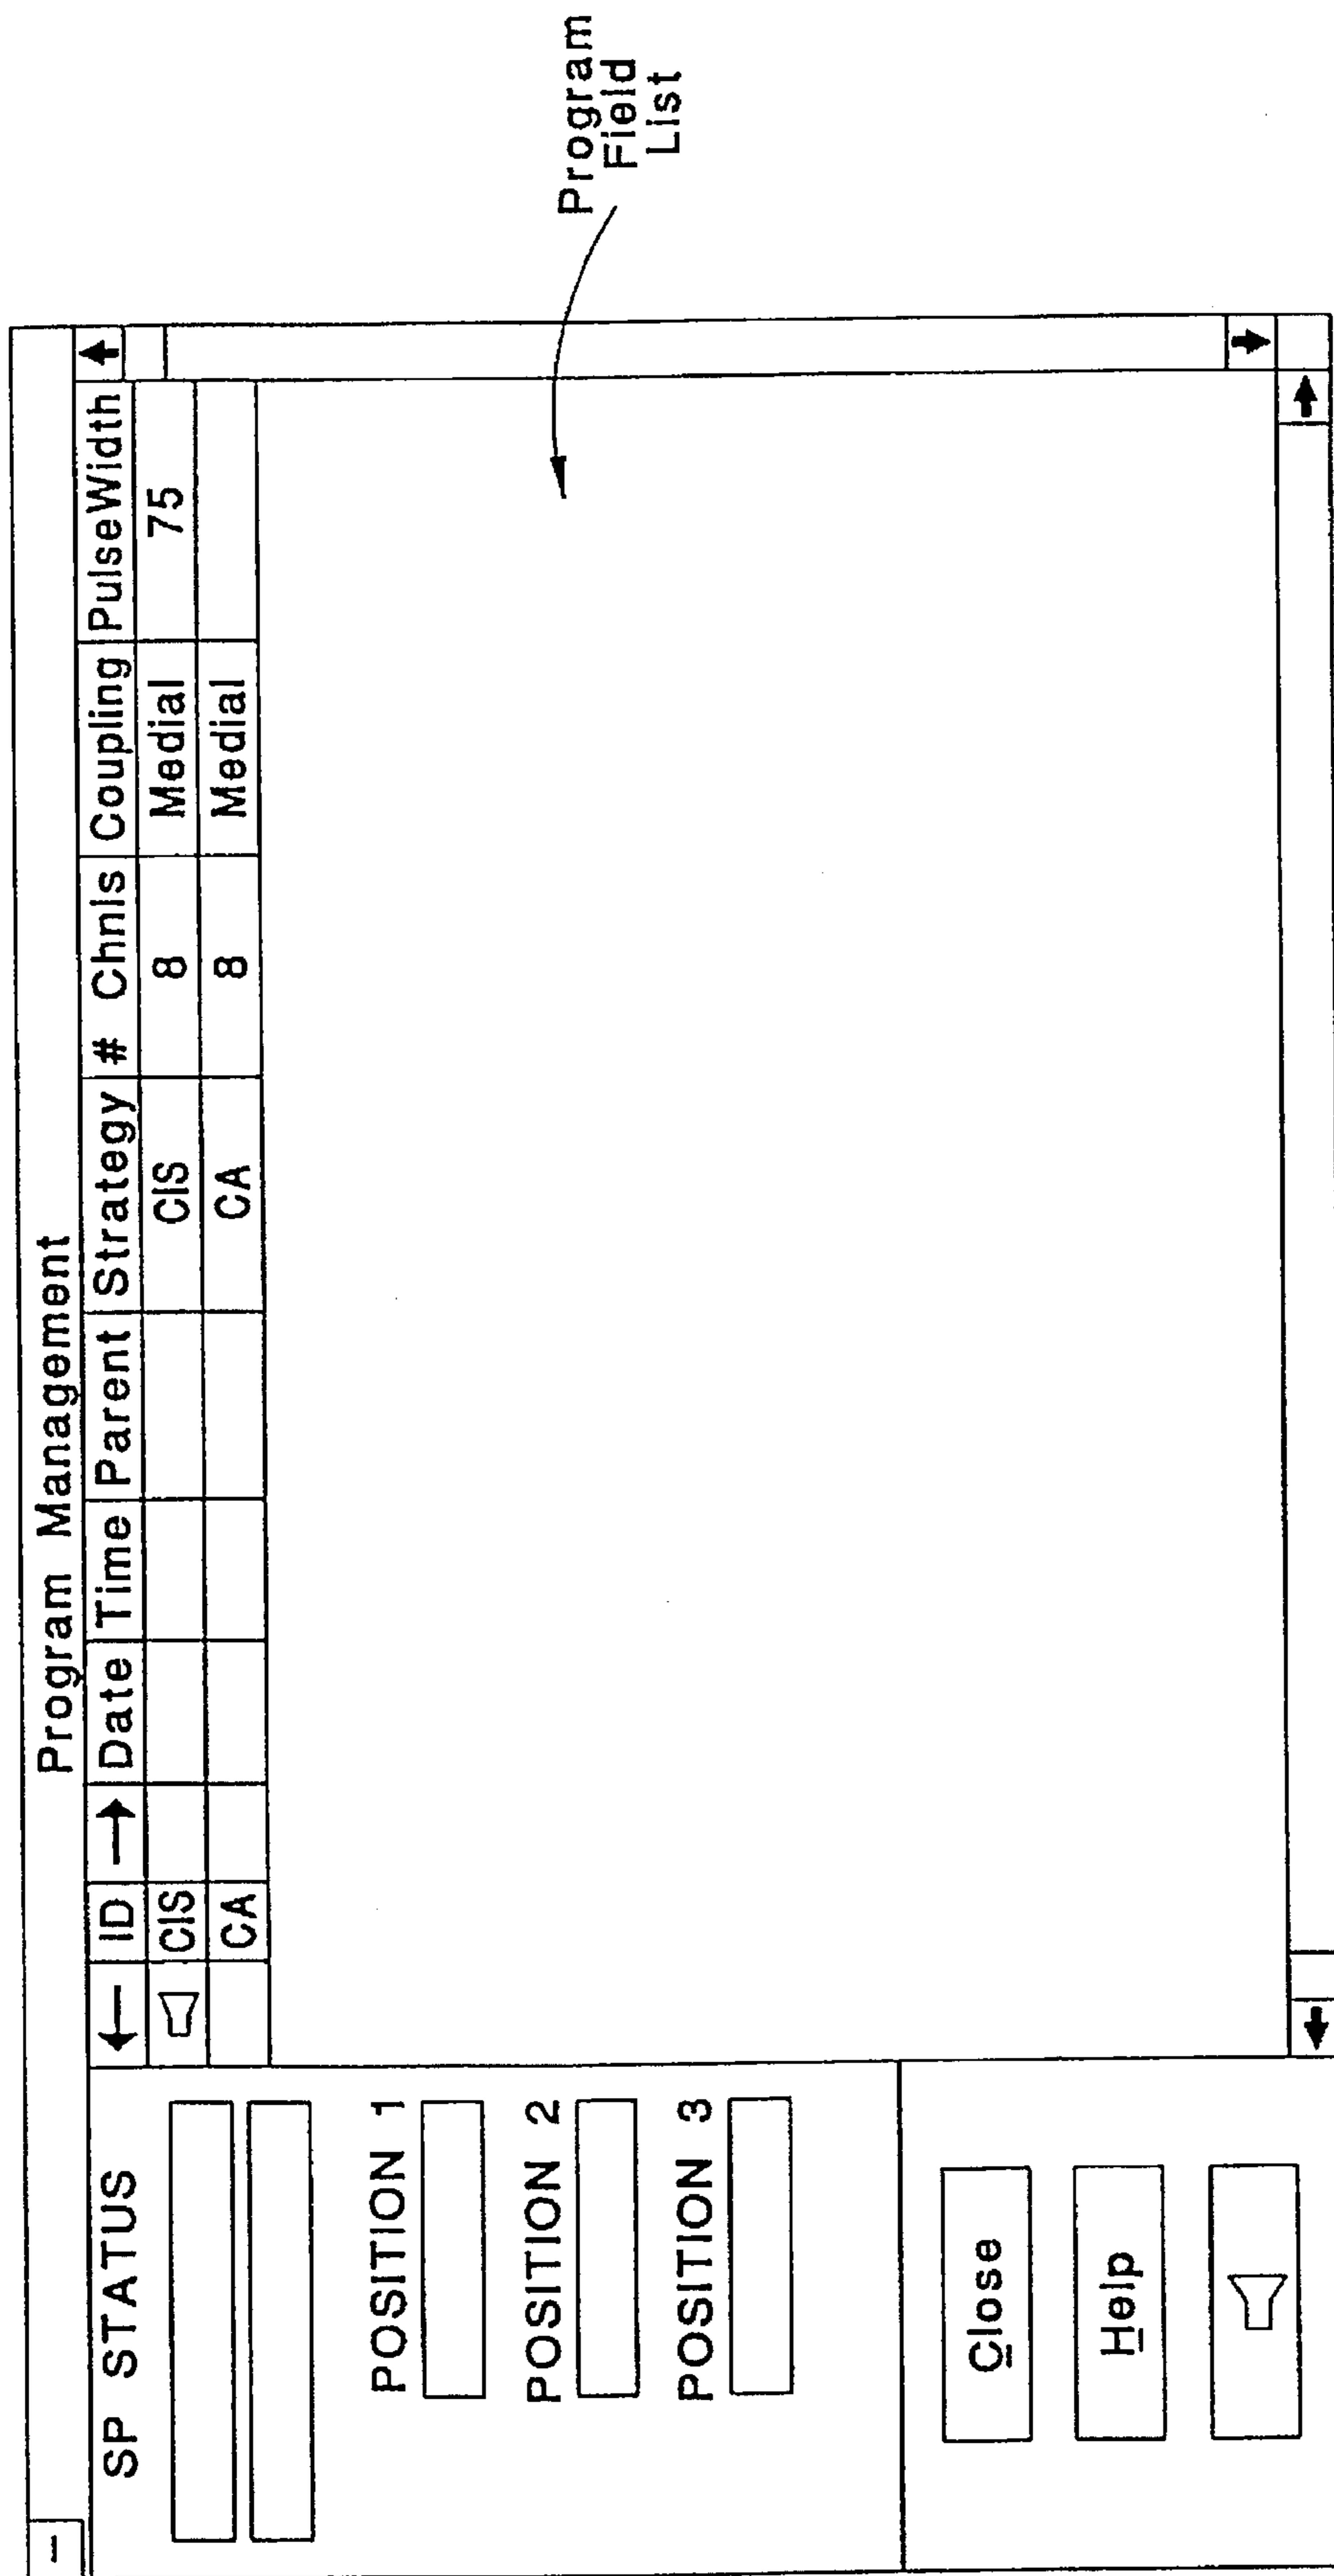 Program Management
SP STATUS
← ID → Date Time Parent Strategy # Chnls Coupling PulseWidth
CIS CIS 8 Medial 75
CA CA 8 Medial
POSITION 1
POSITION 2
POSITION 3
Close
Help
Program
Field
List